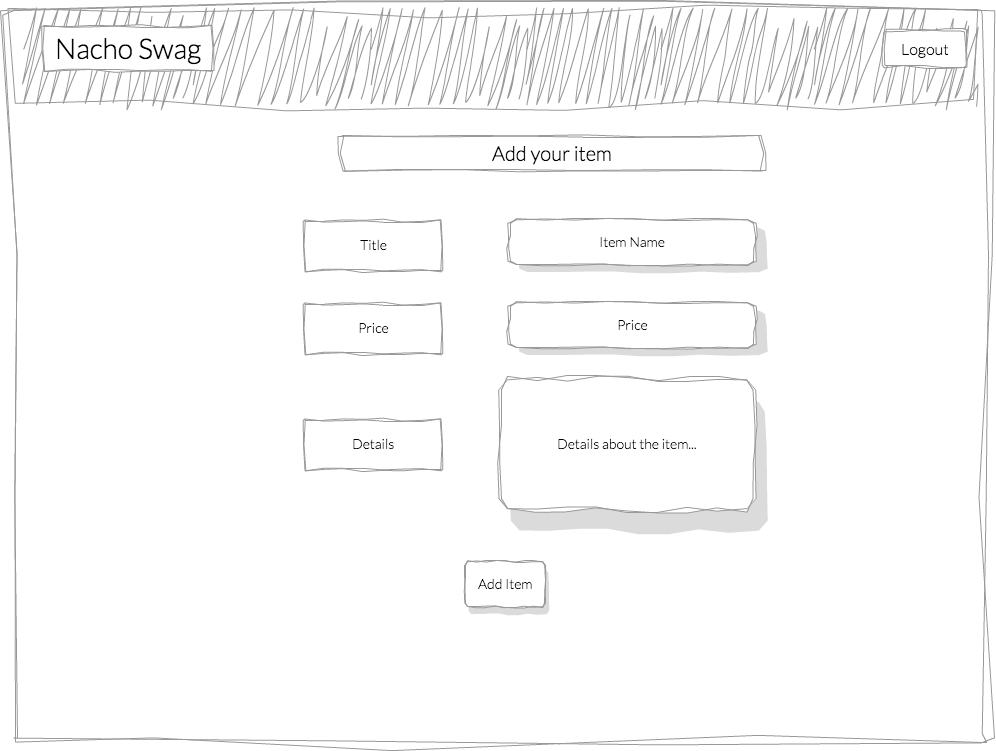 Nacho Swag
Logout
Add your item
Title
Item Name
Price
Price
Details
Details about the item...
Add Item